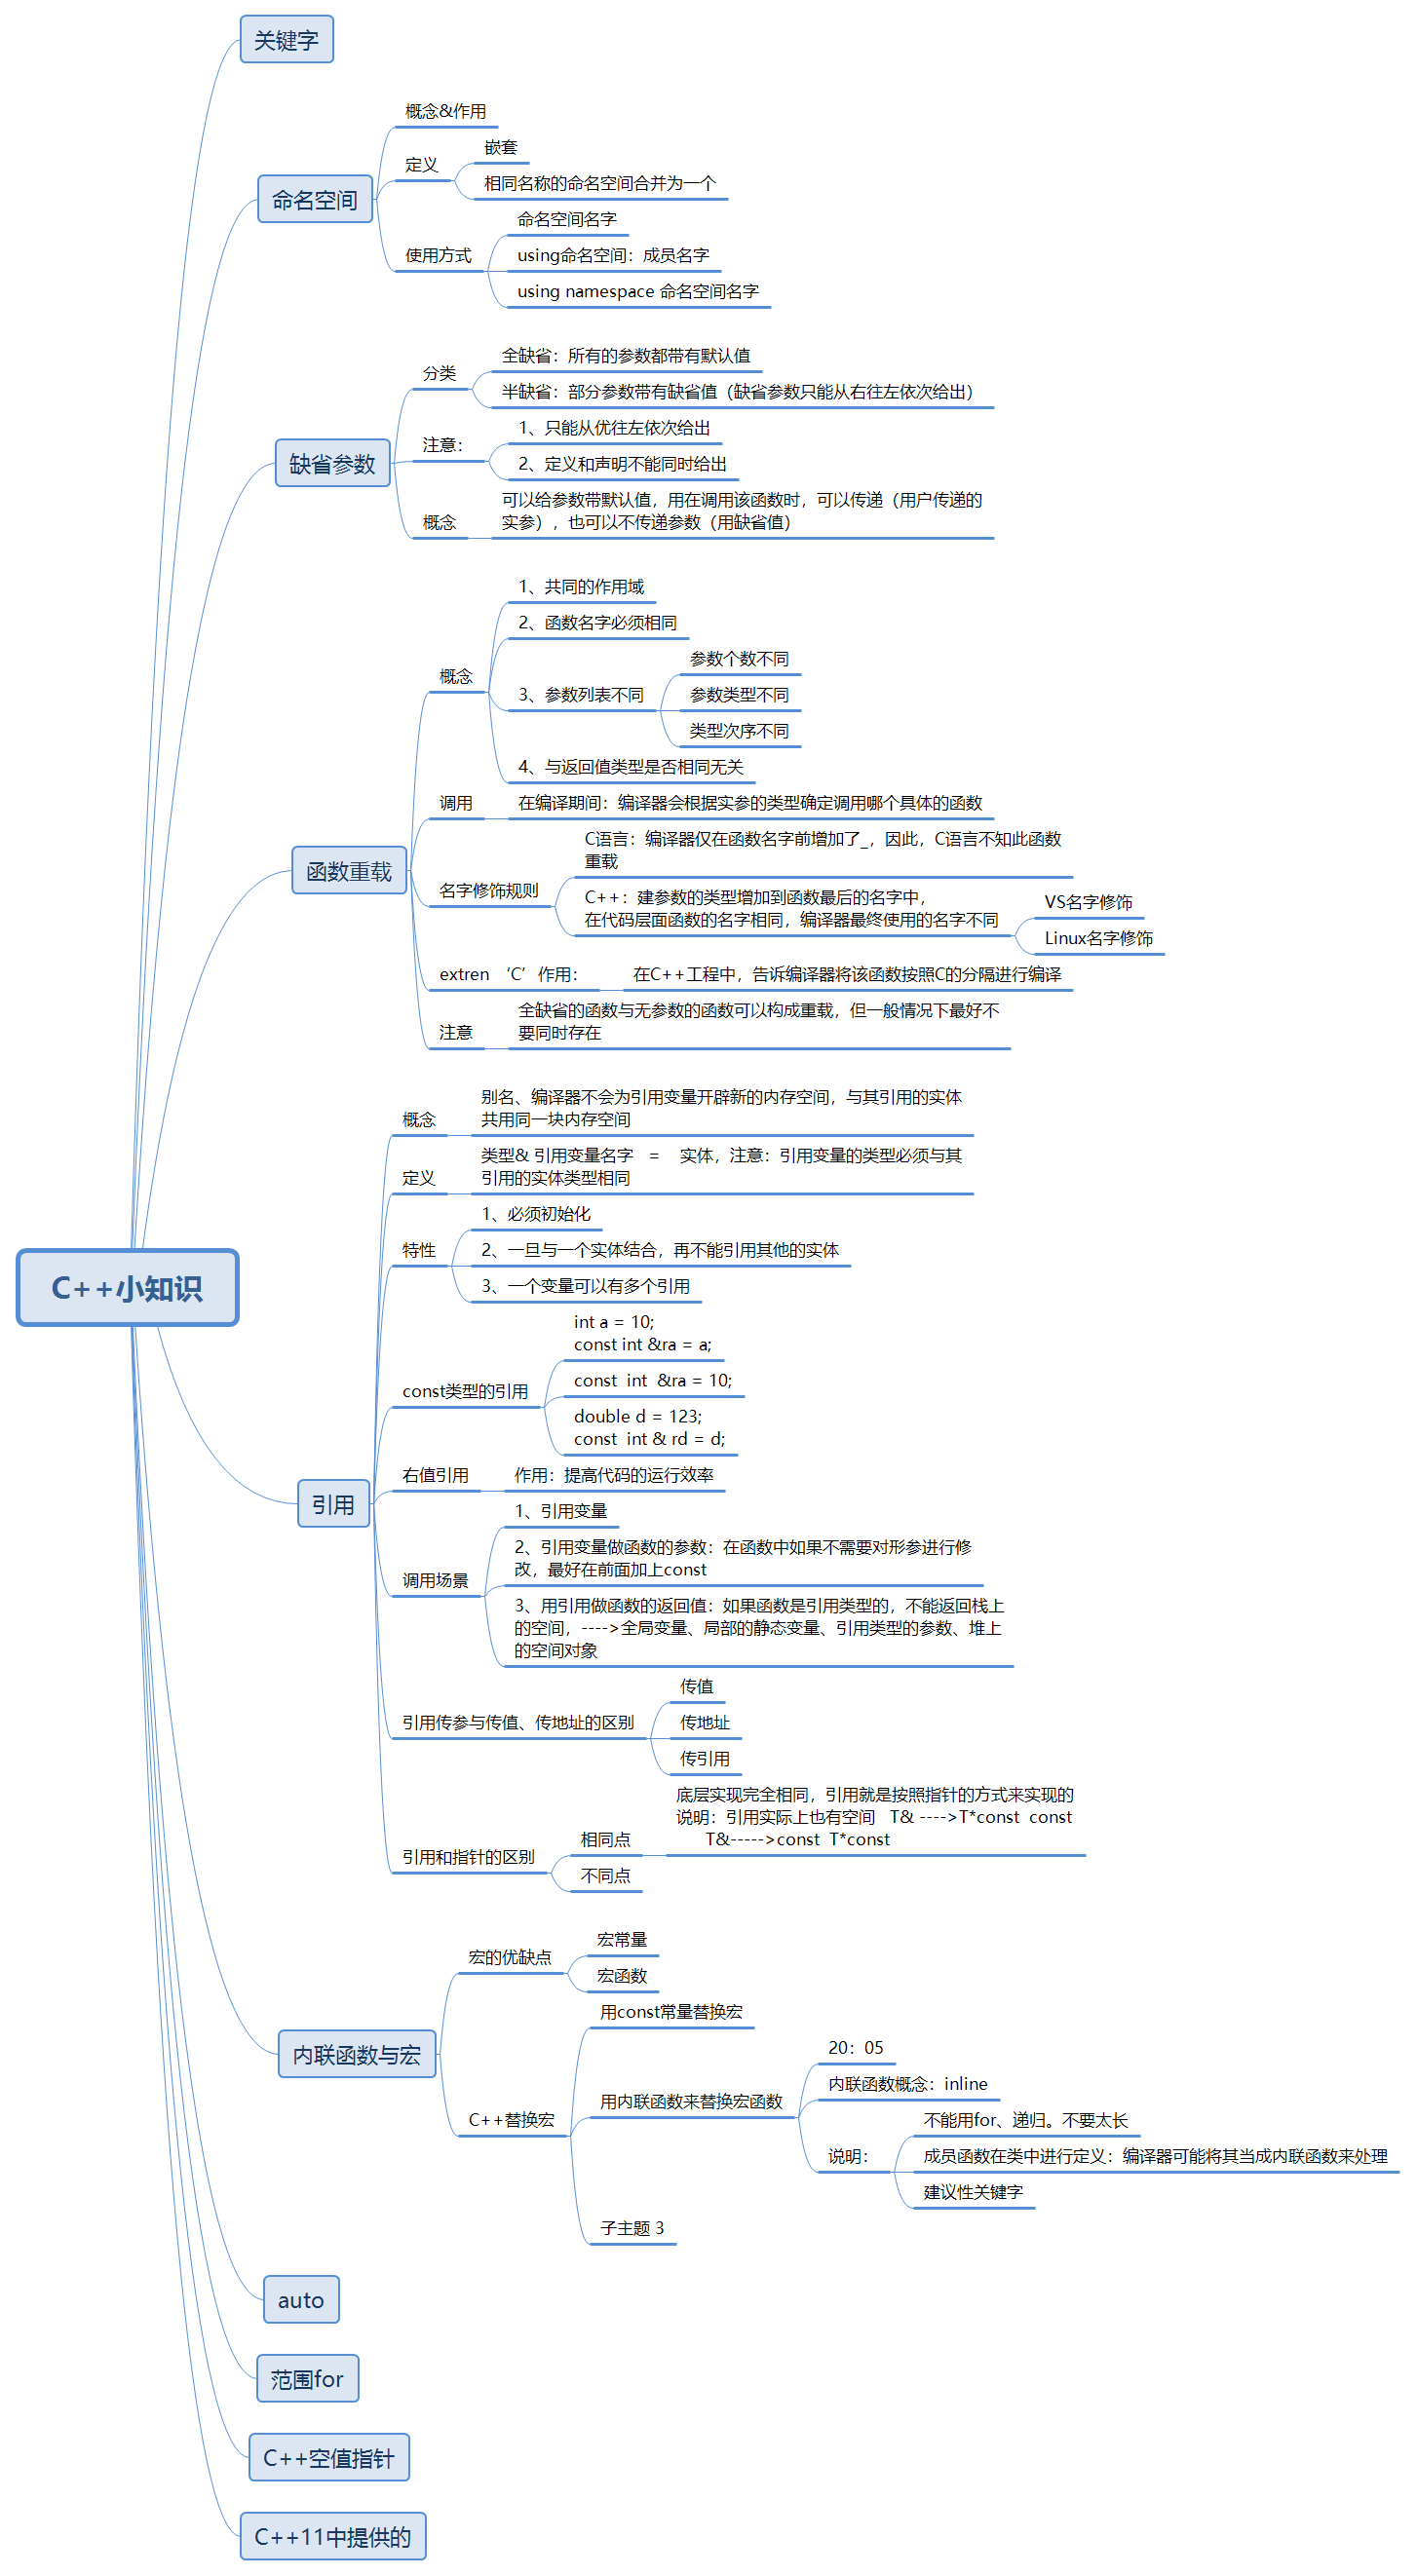 C++小知识
关键字
命名空间
概念&作用
定义
嵌套
相同名称的命名空间合并为一个
使用方式
命名空间名字
using命名空间：成员名字
using namespace 命名空间名字
缺省参数
分类
全缺省：所有的参数都带有默认值
半缺省：部分参数带有缺省值（缺省参数只能从右往左依次给出）
注意：
1、只能从优往左依次给出
2、定义和声明不能同时给出
概念
可以给参数带默认值，用在调用该函数时，可以传递（用户传递的
实参），也可以不传递参数（用缺省值）
函数重载
概念
1、共同的作用域
2、函数名字必须相同
3、参数列表不同
参数个数不同
参数类型不同
类型次序不同
4、与返回值类型是否相同无关
调用
在编译期间：编译器会根据实参的类型确定调用哪个具体的函数
名字修饰规则
C语言：编译器仅在函数名字前增加了_，因此，C语言不知此函数
重载
C++：建参数的类型增加到函数最后的名字中，
在代码层面函数的名字相同，编译器最终使用的名字不同
VS名字修饰
Linux名字修饰
extren ‘C’作用：
在C++工程中，告诉编译器将该函数按照C的分隔进行编译
注意
全缺省的函数与无参数的函数可以构成重载，但一般情况下最好不
要同时存在
引用
概念
别名、编译器不会为引用变量开辟新的内存空间，与其引用的实体
共用同一块内存空间
定义
类型& 引用变量名字 = 实体，注意：引用变量的类型必须与其
引用的实体类型相同
特性
1、必须初始化
2、一旦与一个实体结合，再不能引用其他的实体
3、一个变量可以有多个引用
const类型的引用
int a = 10;
const int &ra = a;
const int &ra = 10;
double d = 123;
const int & rd = d;
右值引用
作用：提高代码的运行效率
调用场景
1、引用变量
2、引用变量做函数的参数：在函数中如果不需要对形参进行修
改，最好在前面加上const
3、用引用做函数的返回值：如果函数是引用类型的，不能返回栈上
的空间，---->全局变量、局部的静态变量、引用类型的参数、堆上
的空间对象
引用传参与传值、传地址的区别
传值
传地址
传引用
引用和指针的区别
相同点
底层实现完全相同，引用就是按照指针的方式来实现的
说明：引用实际上也有空间 T& ---->T*const const
T&----->const T*const
不同点
内联函数与宏
宏的优缺点
宏常量
宏函数
C++替换宏
用const常量替换宏
用内联函数来替换宏函数
20：05
内联函数概念：inline
说明：
不能用for、递归。不要太长
成员函数在类中进行定义：编译器可能将其当成内联函数来处理
建议性关键字
子主题 3
auto
范围for
C++空值指针
C++11中提供的